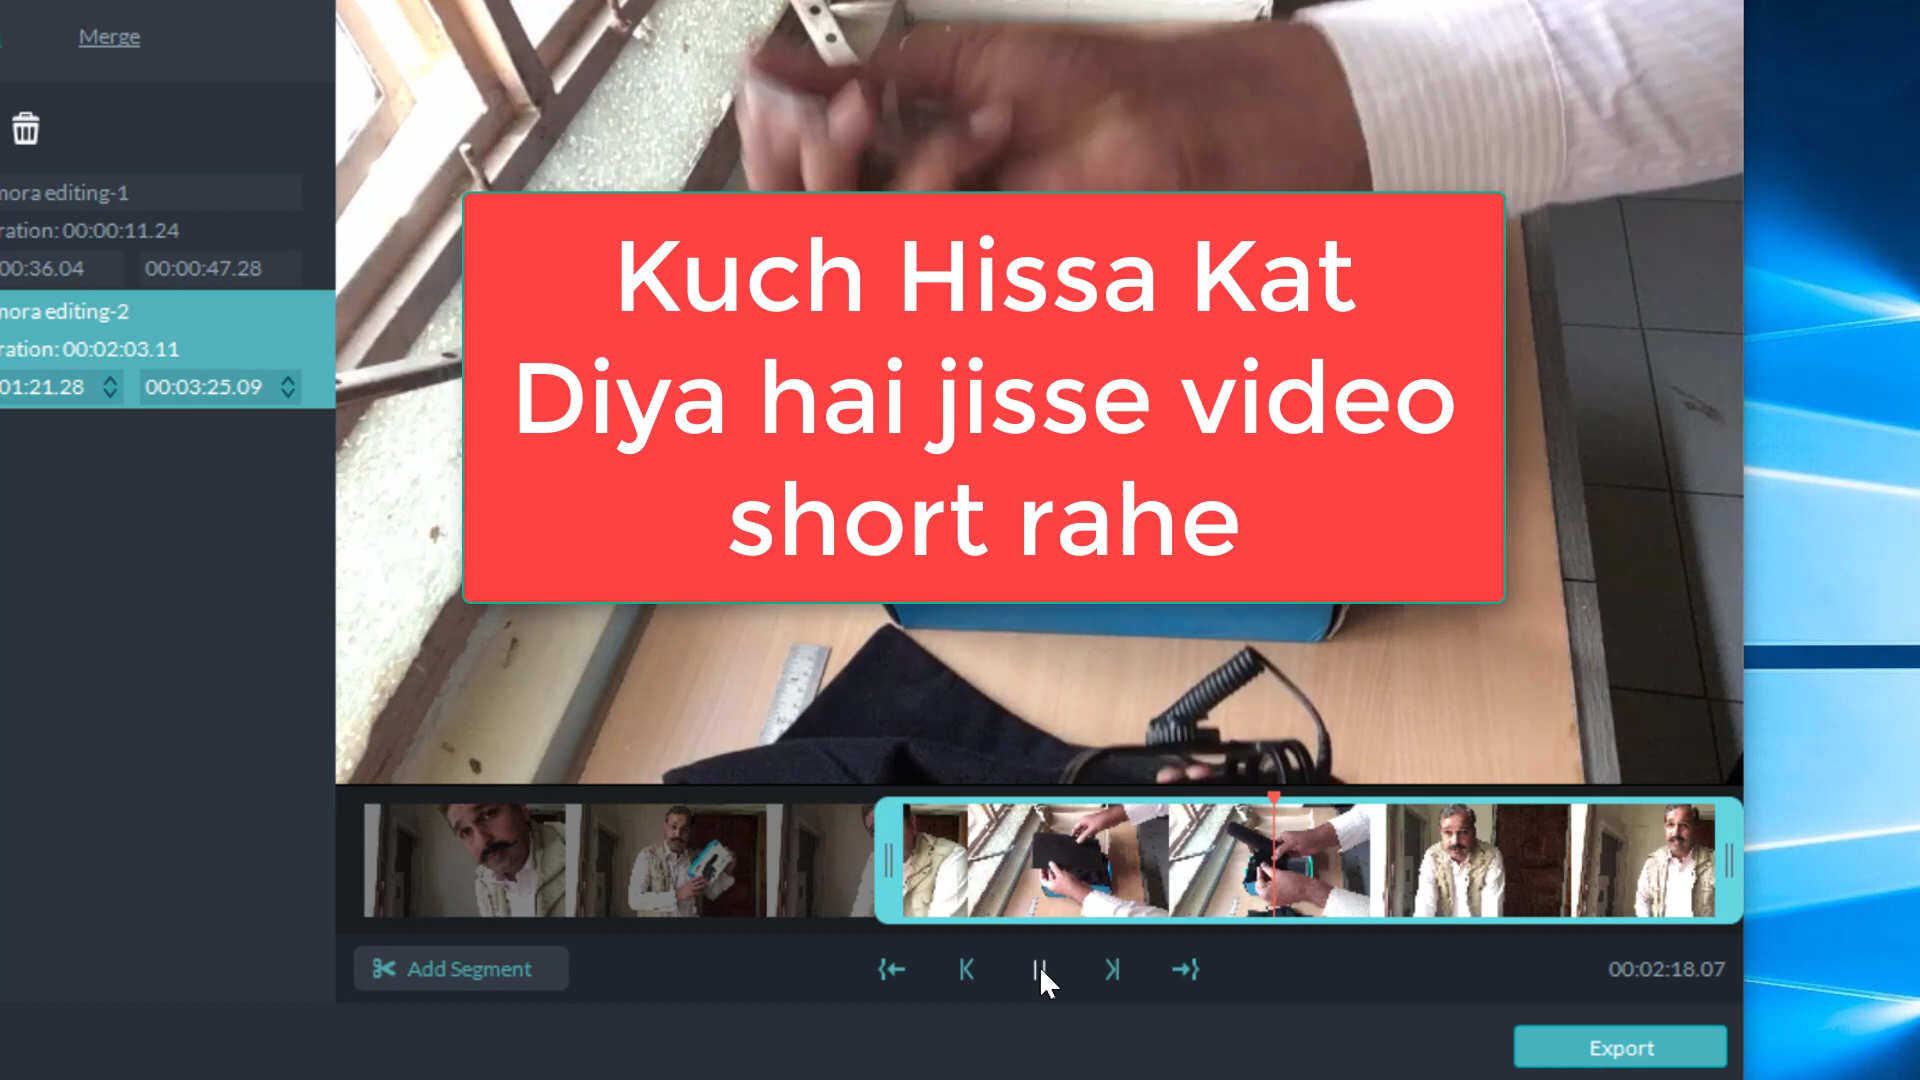 Merge
mora editing-1
ration: 00:00:11.24
00:36.04 00:00:47.28
mora editing-2
ration: 00:02:03.11
01:21.28 00:03:25.09
Kuch Hissa Kat
Diya hai jisse video
short rahe
Add Segment
00:02:18.07
Export